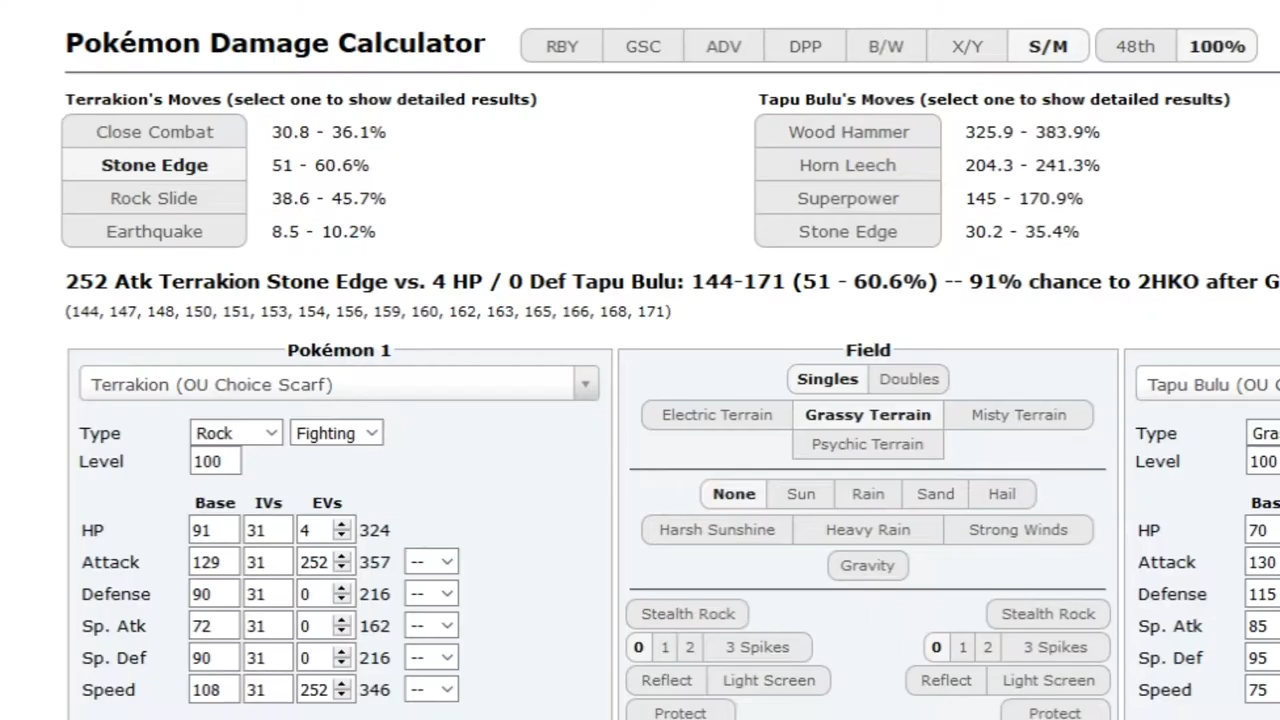 Pokémon Damage Calculator RBY GSC ADV DPP B/W X/Y S/M 48th 100%
Terrakion's Moves (select one to show detailed results) Tapu Bulu's Moves (select one to show detailed results)
Close Combat 30.8 - 36.1% Wood Hammer 325.9 - 383.9%
Stone Edge 51 - 60.6% Horn Leech 204.3 - 241.3%
Rock Slide 38.6 - 45.7% Superpower 145 - 170.9%
Earthquake 8.5 - 10.2% Stone Edge 30.2 - 35.4%
252 Atk Terrakion Stone Edge vs. 4 HP / 0 Def Tapu Bulu: 144-171 (51 - 60.6%) -- 91% chance to 2HKO after G
(144, 147, 148, 150, 151, 153, 154, 156, 159, 160, 162, 163, 165, 166, 168, 171)
Pokémon 1
Terrakion (OU Choice Scarf)
Type Rock Fighting
Level 100
Base IVs EVs
HP 91 31 4 324
Attack 129 31 252 357 --
Defense 90 31 0 216 --
Sp. Atk 72 31 0 162 --
Sp. Def 90 31 0 216 --
Speed 108 31 252 346 --
Field
Singles Doubles
Electric Terrain Grassy Terrain Misty Terrain
Psychic Terrain
None Sun Rain Sand Hail
Harsh Sunshine Heavy Rain Strong Winds
Gravity
Stealth Rock Stealth Rock
0 1 2 3 Spikes 0 1 2 3 Spikes
Reflect Light Screen Reflect Light Screen
Protect Protect
Tapu Bulu (OU C
Type Gra
Level 100
Bas
HP 70
Attack 130
Defense 115
Sp. Atk 85
Sp. Def 95
Speed 75